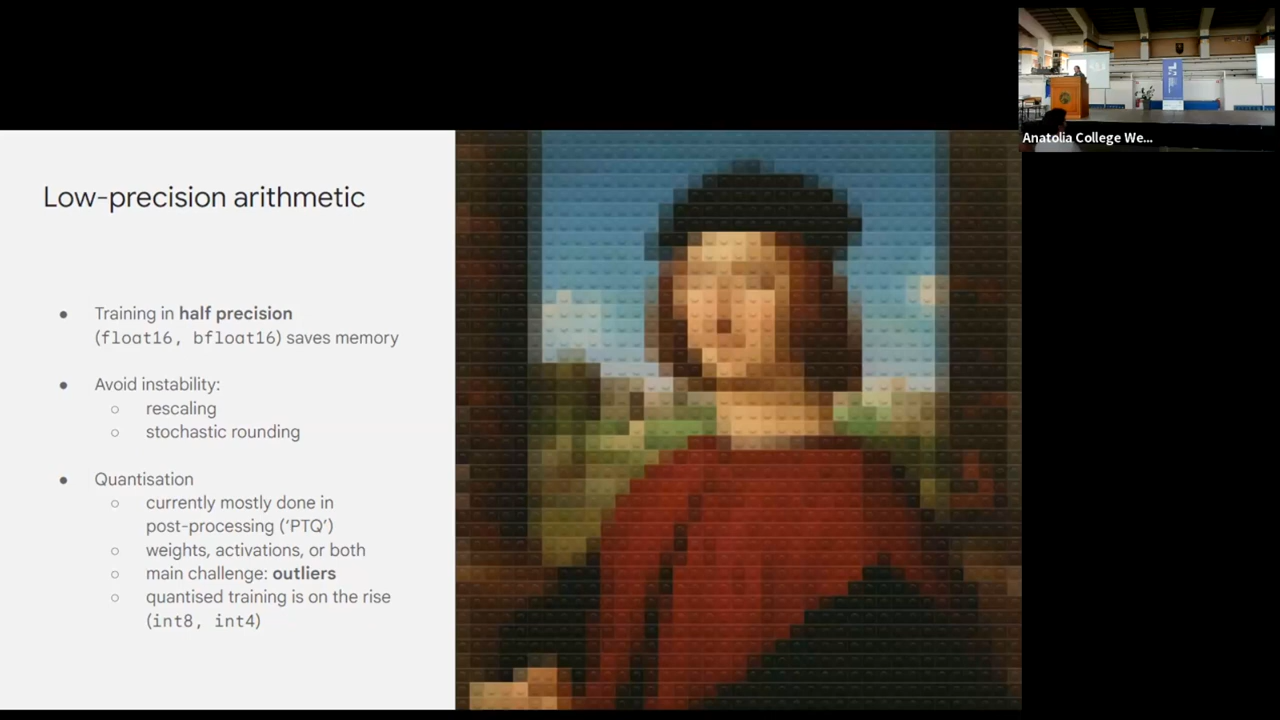 Anatolia College We...
Low-precision arithmetic
● Training in half precision
(float16, bfloat16) saves memory
● Avoid instability:
○ rescaling
○ stochastic rounding
● Quantisation
○ currently mostly done in
post-processing (‘PTQ’)
○ weights, activations, or both
○ main challenge: outliers
○ quantised training is on the rise
(int8, int4)